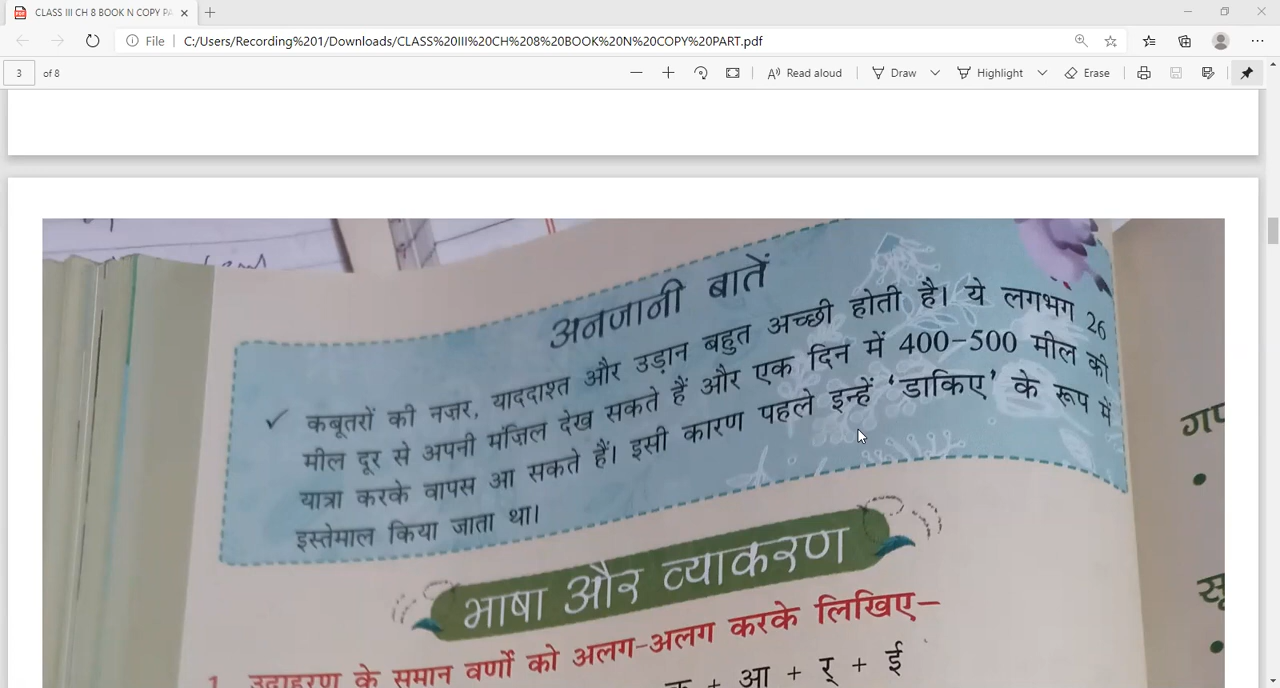 CLASS III CH 8 BOOK N COPY PA
File | C:/Users/Recording%201/Downloads/CLASS%20III%20CH%208%20BOOK%20N%20COPY%20PART.pdf
3 of 8 Read aloud Draw Highlight Erase
अनजानी बातें
✓ कबूतरों की नज़र, याददाश्त और उड़ान बहुत अच्छी होती है। ये लगभग 26
मील दूर से अपनी मंज़िल देख सकते हैं और एक दिन में 400-500 मील की
यात्रा करके वापस आ सकते हैं। इसी कारण पहले इन्हें 'डाकिए' के रूप में
इस्तेमाल किया जाता था।
भाषा और व्याकरण
1. उदाहरण के समान वर्णों को अलग-अलग करके लिखिए–
+ आ + र् + ई